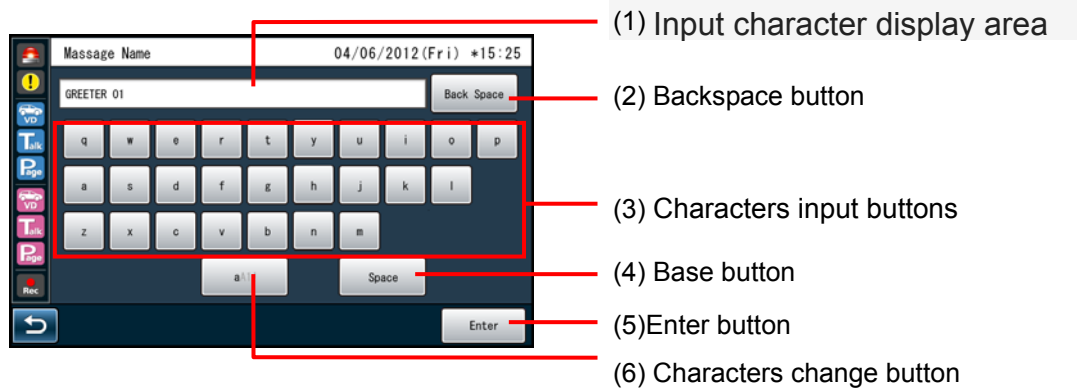 (1) Input character display area
Massage Name 04/06/2012(Fri) *15:25
GREETER 01 Back Space
(2) Backspace button
VD
Talk
q w e r t y u i o p
Page
a s d f g h j k l
VD
(3) Characters input buttons
Talk
z x c v b n m
Page
(4) Base button
Rec
aA Space
(5)Enter button
Enter
(6) Characters change button